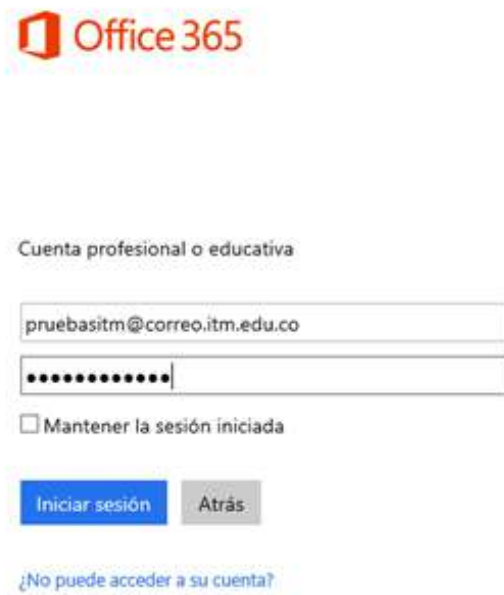 Office 365
Cuenta profesional o educativa
pruebasitm@correo.itm.edu.co
••••••••••••
Mantener la sesión iniciada
Iniciar sesión Atrás
¿No puede acceder a su cuenta?